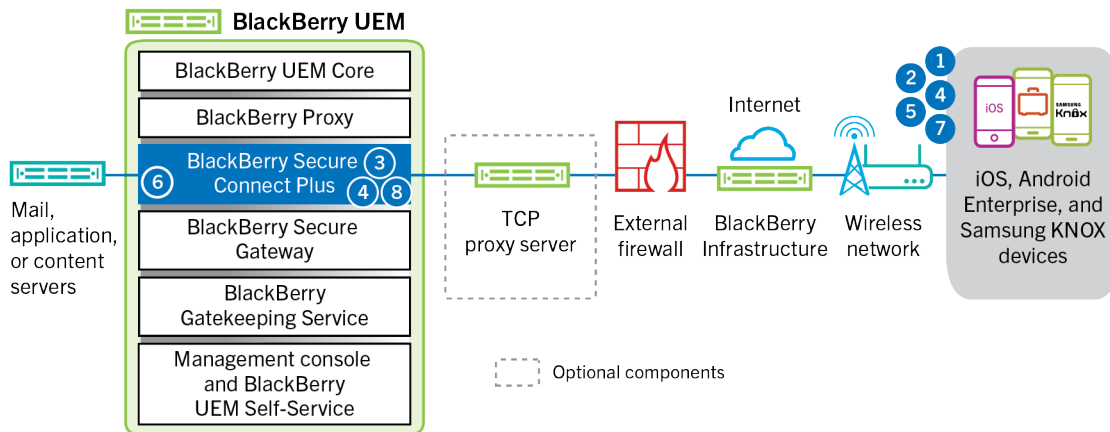 BlackBerry UEM
BlackBerry UEM Core
BlackBerry Proxy
BlackBerry Secure
Connect Plus
3
6
4
8
BlackBerry Secure
Gateway
BlackBerry
Gatekeeping Service
Management console
and BlackBerry
UEM Self-Service
Mail,
application,
or content
servers
TCP
proxy server
External
firewall
Internet
BlackBerry
Infrastructure
Wireless
network
1
2
4
5
7
iOS
SAMSUNG
Knox
iOS, Android
Enterprise, and
Samsung KNOX
devices
Optional components